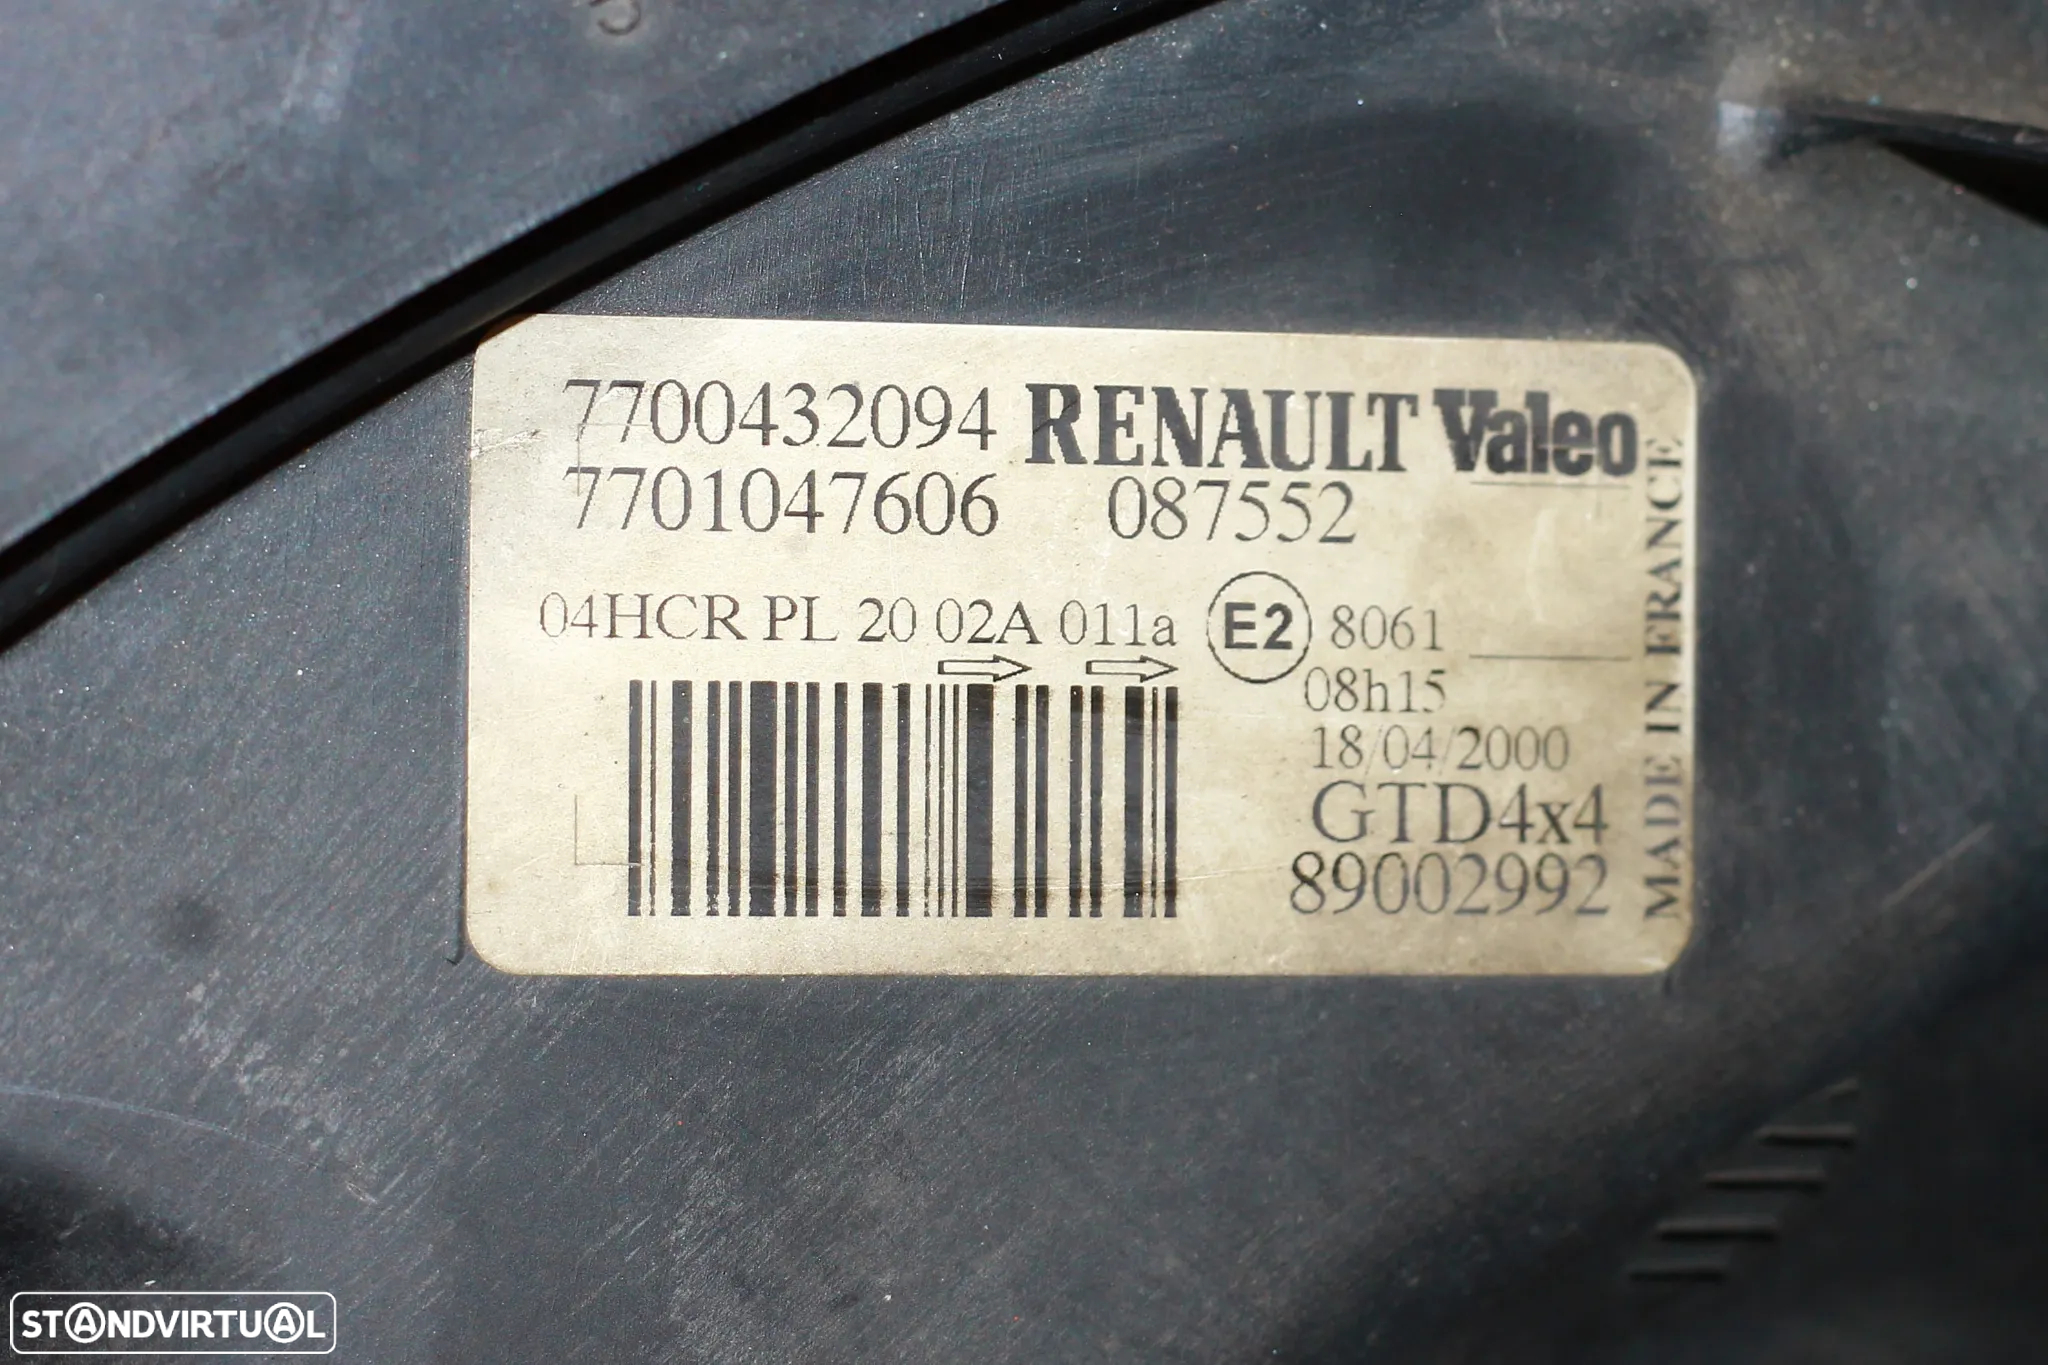 7700432094 RENAULT Valeo
7701047606 087552
04HCR PL 20 02A 011a E2 8061
08h15
18/04/2000
GTD4x4
89002992
MADE IN FRANCE
STANDVIRTUAL